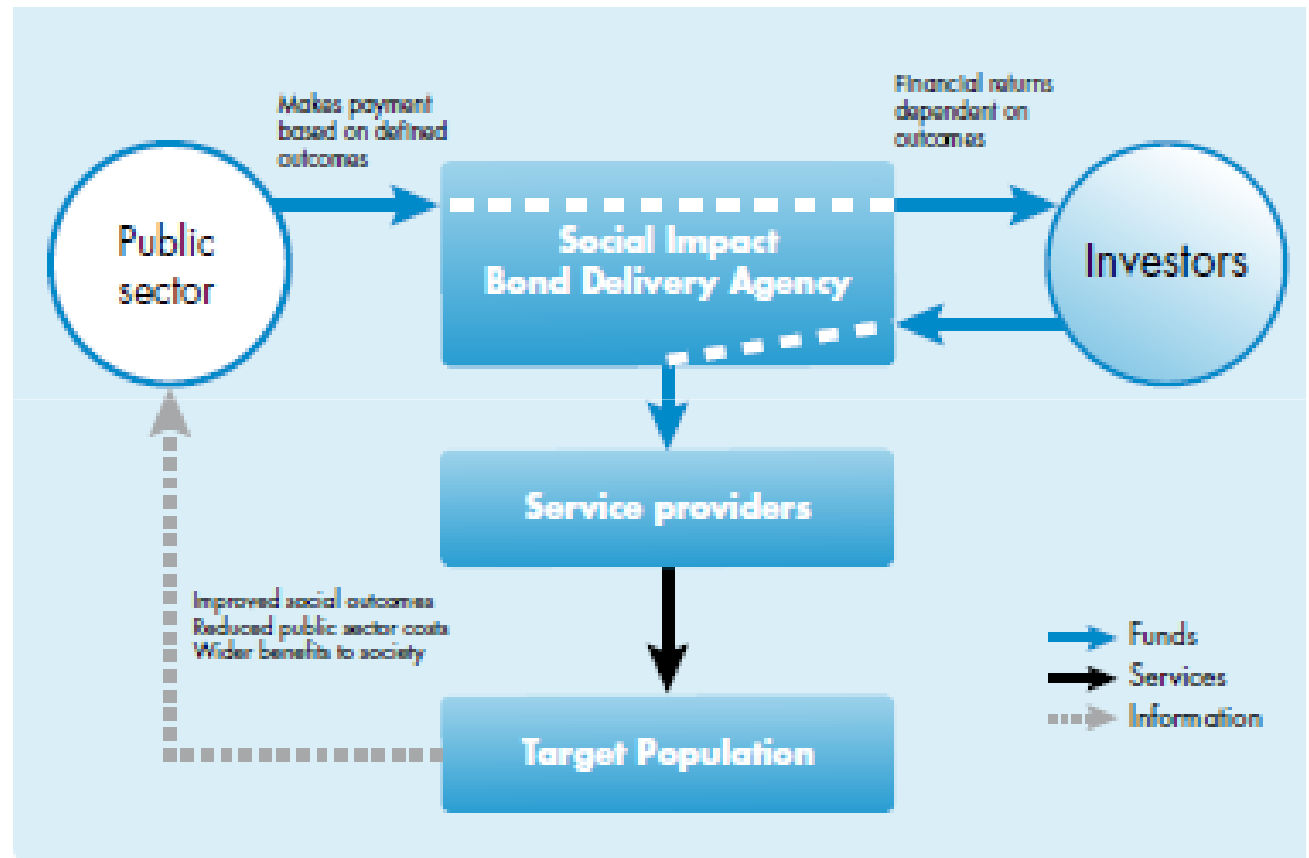 Makes payment
based on defined
outcomes
Financial returns
dependent on
outcomes
Public
sector
Social Impact
Bond Delivery Agency
Investors
Service providers
Improved social outcomes
Reduced public sector costs
Wider benefits to society
Funds
Services
Information
Target Population